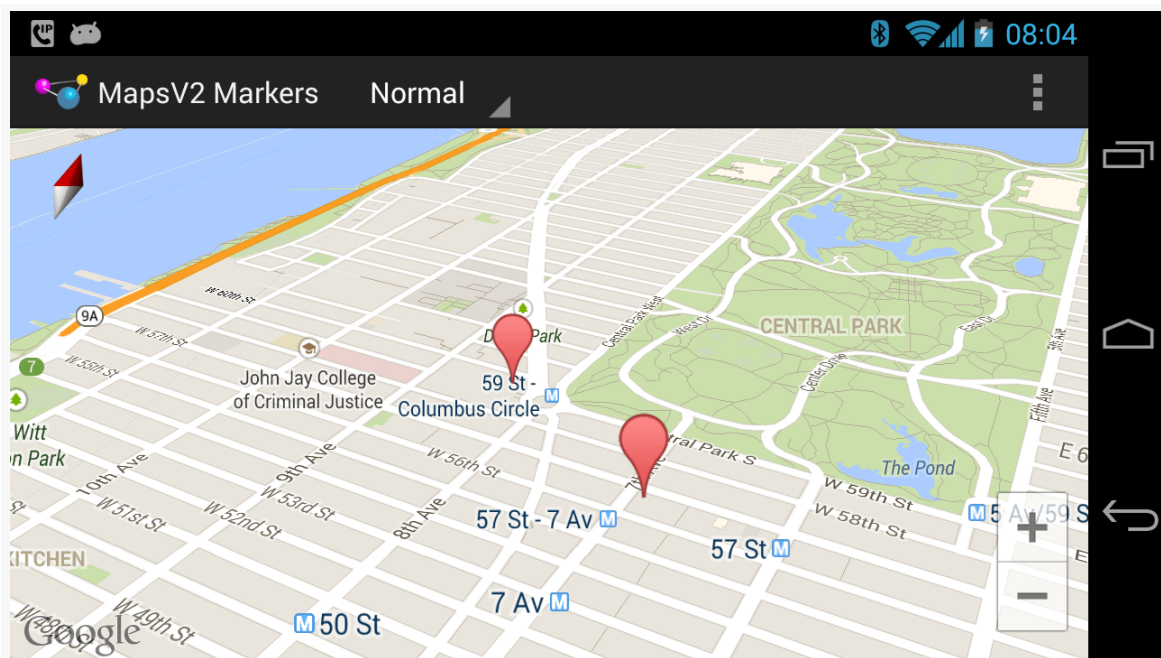 08:04
MapsV2 Markers
Normal
W 60th St
9A
W 57th St
W 55th St
7
John Jay College
of Criminal Justice
Park
59 St -
Columbus Circle
Central Park West
West Dr
CENTRAL PARK
East Dr
Center Drive
5th Ave
Fifth Ave
Witt
n Park
10th Ave
9th Ave
8th Ave
W 56th St
W 53rd St
W 52nd St
W 51st St
ntral Park S
7th Ave
The Pond
E 6
W 59th St
W 58th St
57 St - 7 Av M
57 St M
M 5 Av/59 S
+
−
KITCHEN
7 Av M
M 50 St
W 49th St
W 48th St
Google